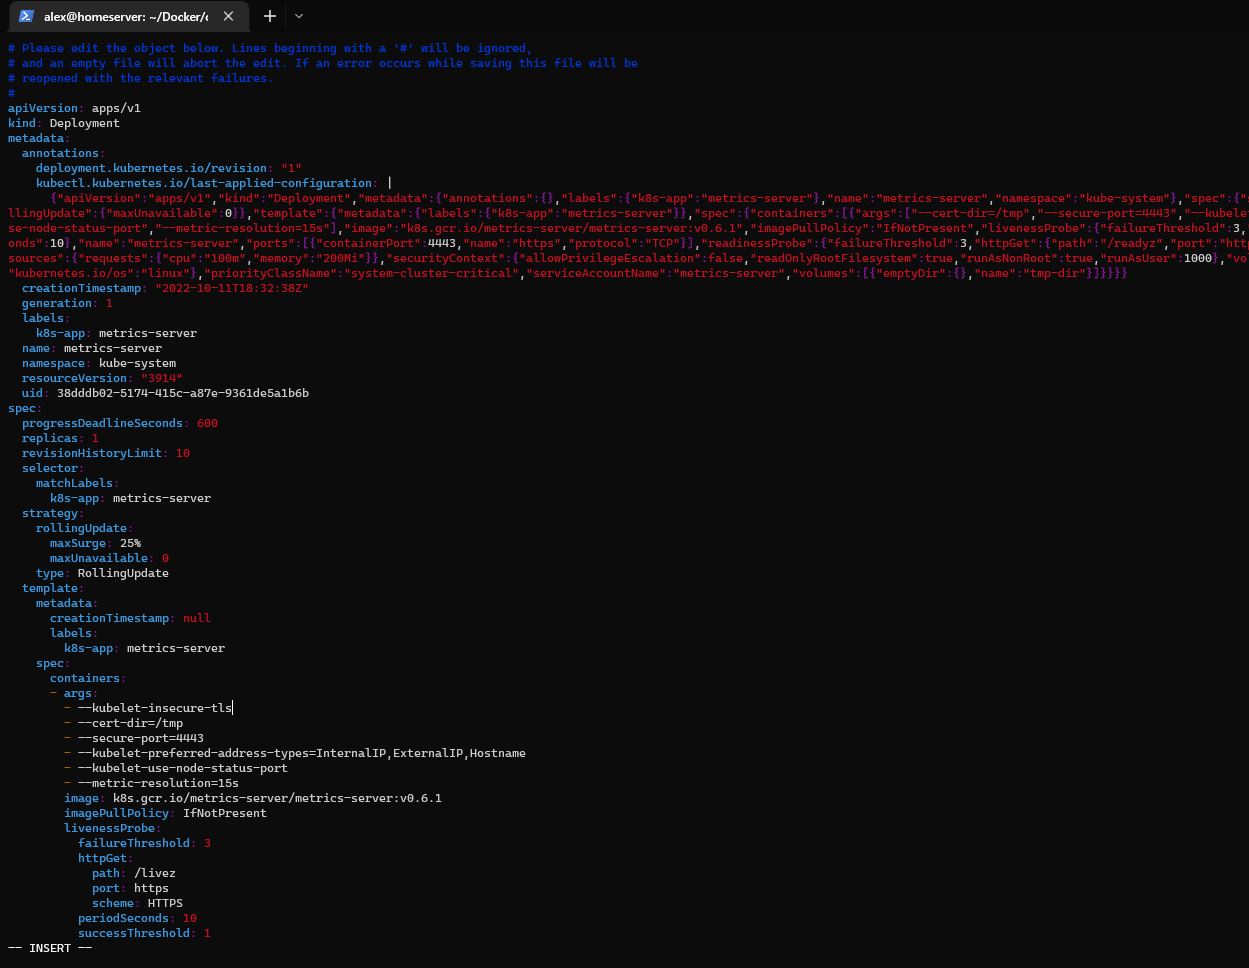 alex@homeserver: ~/Docker/
# Please edit the object below. Lines beginning with a '#' will be ignored,
# and an empty file will abort the edit. If an error occurs while saving this file will be
# reopened with the relevant failures.
#
apiVersion: apps/v1
kind: Deployment
metadata:
  annotations:
    deployment.kubernetes.io/revision: "1"
    kubectl.kubernetes.io/last-applied-configuration: |
      {"apiVersion":"apps/v1","kind":"Deployment","metadata":{"annotations":{},"labels":{"k8s-app":"metrics-server"},"name":"metrics-server","namespace":"kube-system"},"spec":{"
llingUpdate":{"maxUnavailable":0}},"template":{"metadata":{"labels":{"k8s-app":"metrics-server"}},"spec":{"containers":[{"args":["--cert-dir=/tmp","--secure-port=4443","--kubelet
se-node-status-port","--metric-resolution=15s"],"image":"k8s.gcr.io/metrics-server/metrics-server:v0.6.1","imagePullPolicy":"IfNotPresent","livenessProbe":{"failureThreshold":3,
onds":10},"name":"metrics-server","ports":[{"containerPort":4443,"name":"https","protocol":"TCP"}],"readinessProbe":{"failureThreshold":3,"httpGet":{"path":"/readyz","port":"http
sources":{"requests":{"cpu":"100m","memory":"200Mi"}},"securityContext":{"allowPrivilegeEscalation":false,"readOnlyRootFilesystem":true,"runAsNonRoot":true,"runAsUser":1000},"vo
"kubernetes.io/os":"linux"},"priorityClassName":"system-cluster-critical","serviceAccountName":"metrics-server","volumes":[{"emptyDir":{},"name":"tmp-dir"}]}}}}
  creationTimestamp: "2022-10-11T18:32:38Z"
  generation: 1
  labels:
    k8s-app: metrics-server
  name: metrics-server
  namespace: kube-system
  resourceVersion: "3914"
  uid: 38dddb02-5174-415c-a87e-9361de5a1b6b
spec:
  progressDeadlineSeconds: 600
  replicas: 1
  revisionHistoryLimit: 10
  selector:
    matchLabels:
      k8s-app: metrics-server
  strategy:
    rollingUpdate:
      maxSurge: 25%
      maxUnavailable: 0
    type: RollingUpdate
  template:
    metadata:
      creationTimestamp: null
      labels:
        k8s-app: metrics-server
    spec:
      containers:
      - args:
        - --kubelet-insecure-tls
        - --cert-dir=/tmp
        - --secure-port=4443
        - --kubelet-preferred-address-types=InternalIP,ExternalIP,Hostname
        - --kubelet-use-node-status-port
        - --metric-resolution=15s
        image: k8s.gcr.io/metrics-server/metrics-server:v0.6.1
        imagePullPolicy: IfNotPresent
        livenessProbe:
          failureThreshold: 3
          httpGet:
            path: /livez
            port: https
            scheme: HTTPS
          periodSeconds: 10
          successThreshold: 1
-- INSERT --